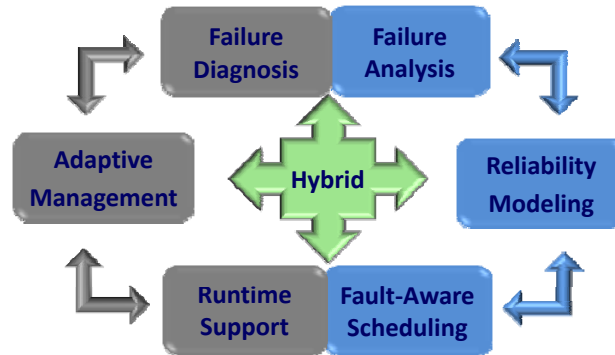 Failure
Diagnosis
Failure
Analysis
Adaptive
Management
Hybrid
Reliability
Modeling
Runtime
Support
Fault-Aware
Scheduling